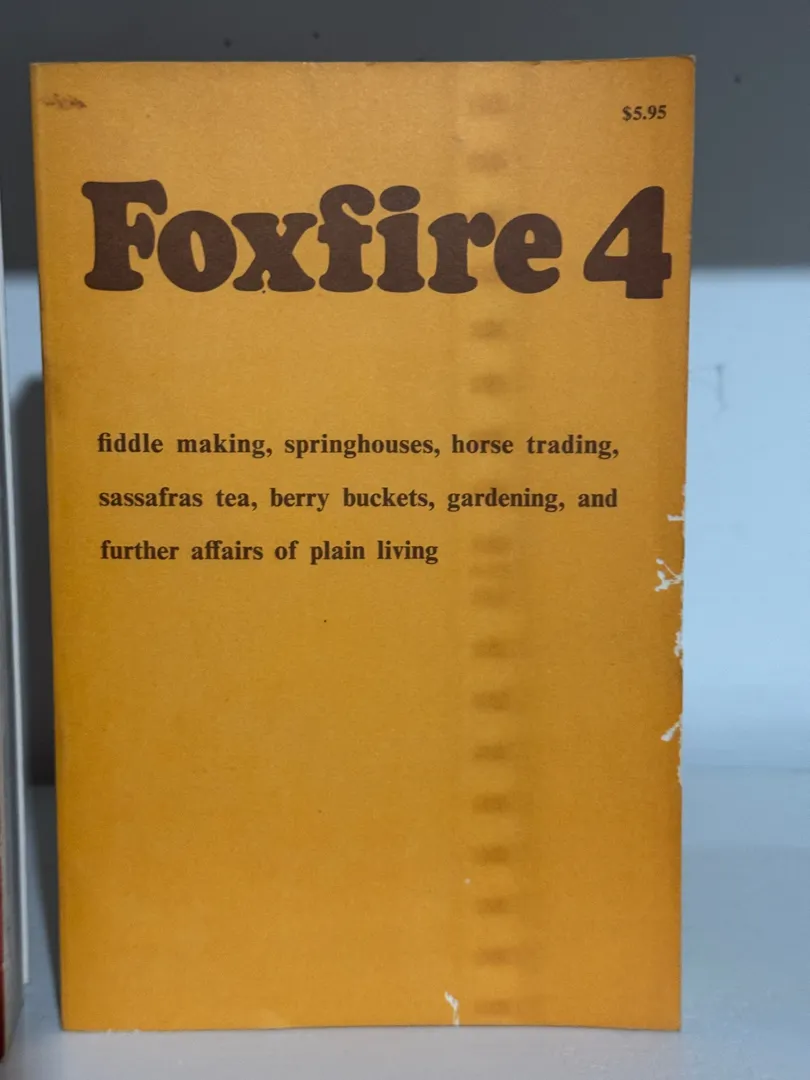 $5.95
Foxfire 4
fiddle making, springhouses, horse trading,
sassafras tea, berry buckets, gardening, and
further affairs of plain living